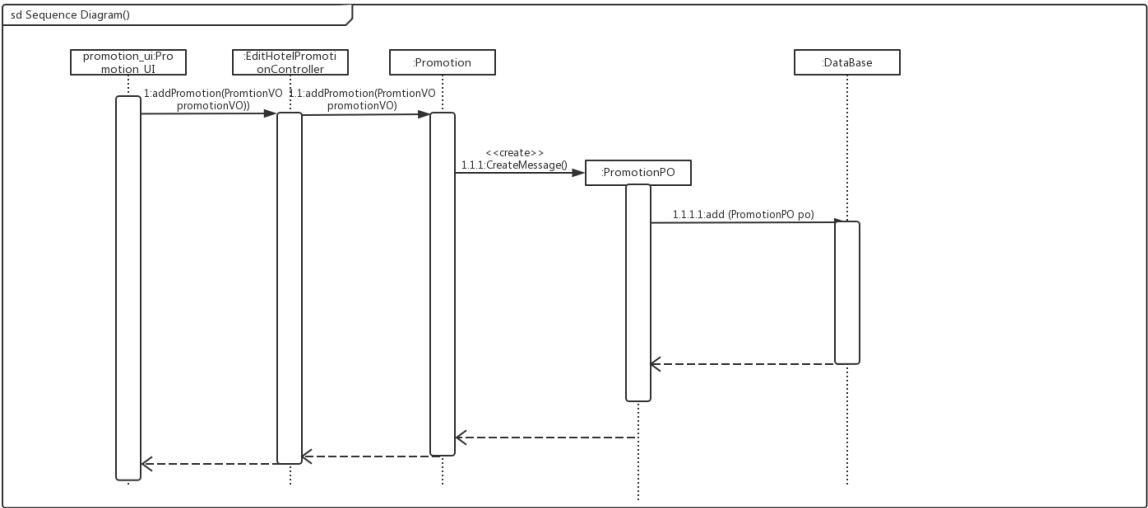 sd Sequence Diagram()
promotion_ui:Pro
motion_UI
:EditHotelPromoti
onController
:Promotion
:DataBase
1:addPromotion(PromtionVO
promotionVO))
1.1:addPromotion(PromtionVO
promotionVO)
<<create>>
1.1.1:CreateMessage()
:PromotionPO
1.1.1.1:add (PromotionPO po)